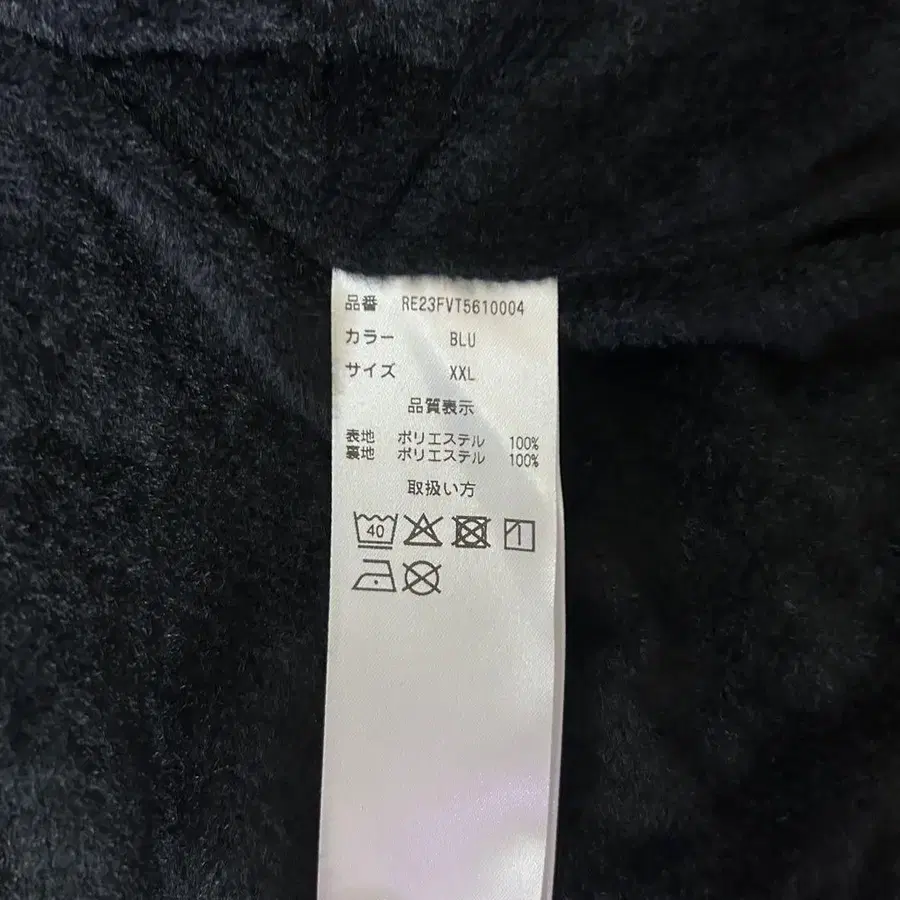 品番 RE23FVT5610004
カラー BLU
サイズ XXL
品質表示
表地 ポリエステル 100%
裏地 ポリエステル 100%
取扱い方
40